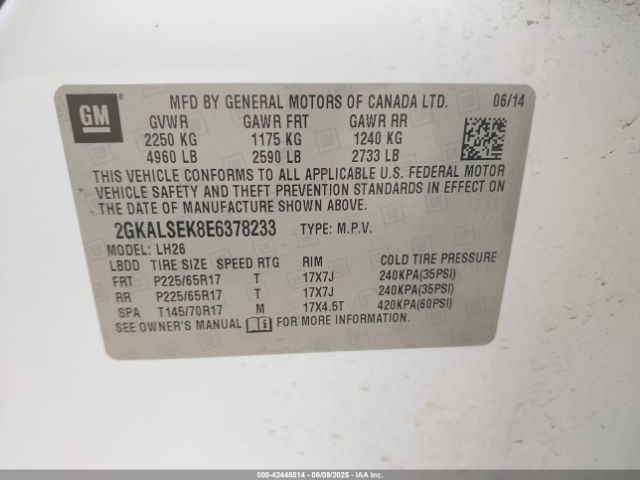 GM
MFD BY GENERAL MOTORS OF CANADA LTD. 06/14
GVWR GAWR FRT GAWR RR
2250 KG 1175 KG 1240 KG
4960 LB 2590 LB 2733 LB
THIS VEHICLE CONFORMS TO ALL APPLICABLE U.S. FEDERAL MOTOR
VEHICLE SAFETY AND THEFT PREVENTION STANDARDS IN EFFECT ON
THE DATE OF MANUFACTURE SHOWN ABOVE.
2GKALSEK8E6378233 TYPE: M.P.V.
MODEL: LH26
LBDD TIRE SIZE SPEED RTG RIM COLD TIRE PRESSURE
FRT P225/65R17 T 17X7J 240KPA(35PSI)
RR P225/65R17 T 17X7J 240KPA(35PSI)
SPA T145/70R17 M 17X4.5T 420KPA(60PSI)
SEE OWNER'S MANUAL FOR MORE INFORMATION.
000-42448514 - 06/09/2025 - IAAI.COM